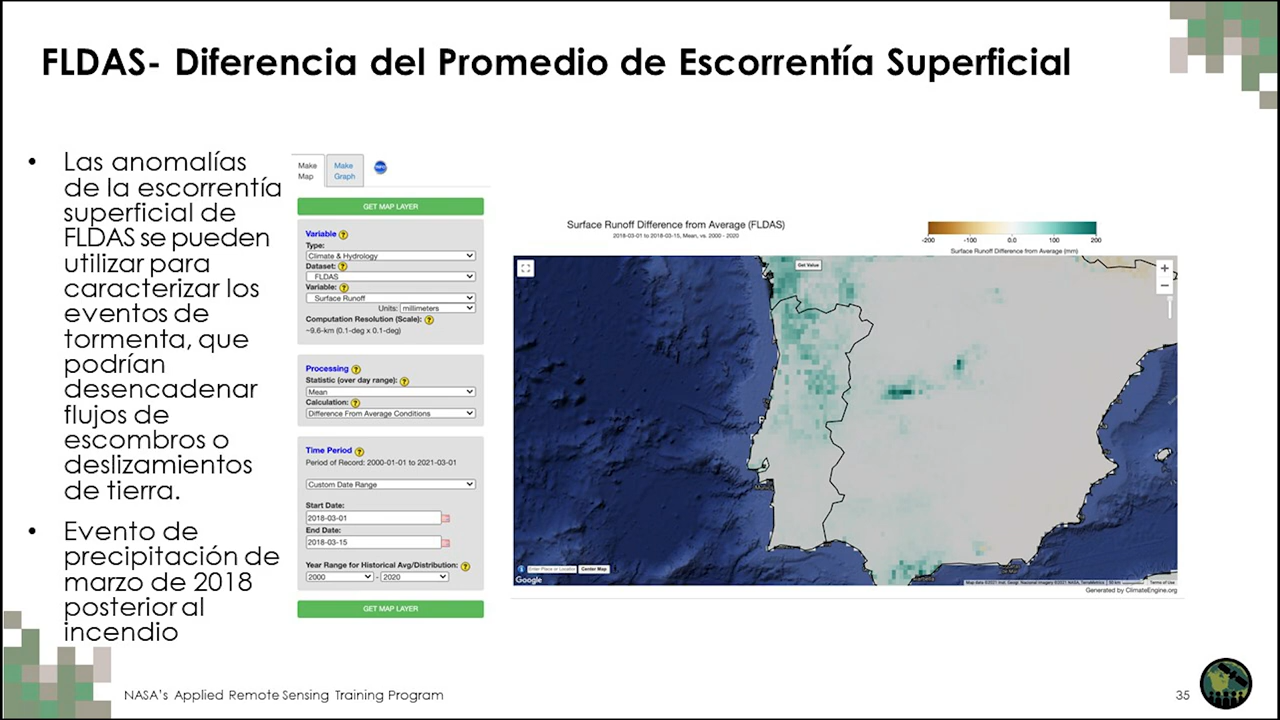 FLDAS- Diferencia del Promedio de Escorrentía Superficial
• Las anomalías
de la escorrentía
superficial de
FLDAS se pueden
utilizar para
caracterizar los
eventos de
tormenta, que
podrían
desencadenar
flujos de
escombros o
deslizamientos
de tierra.
• Evento de
precipitación de
marzo de 2018
posterior al
incendio
Make
Map
Make
Graph
GET MAP LAYER
Variable ?
Type:
Climate & Hydrology
Dataset: ?
FLDAS
Variable: ?
Surface Runoff
Units: millimeters
Computation Resolution (Scale): ?
~9.6-km (0.1-deg x 0.1-deg)
Processing ?
Statistic (over day range): ?
Mean
Calculation: ?
Difference From Average Conditions
Time Period ?
Period of Record: 2000-01-01 to 2021-03-01
Custom Date Range
Start Date:
2018-03-01
End Date:
2018-03-15
Year Range for Historical Avg/Distribution: ?
2000 - 2020
GET MAP LAYER
Surface Runoff Difference from Average (FLDAS)
2018-03-01 to 2018-03-15, Mean, vs. 2000 - 2020
-200 -100 0.0 100 200
Surface Runoff Difference from Average (mm)
Get Value
+
−
Enter Place or Location
Center Map
Google
Terms of Use
Generated by ClimateEngine.org
NASA's Applied Remote Sensing Training Program
35